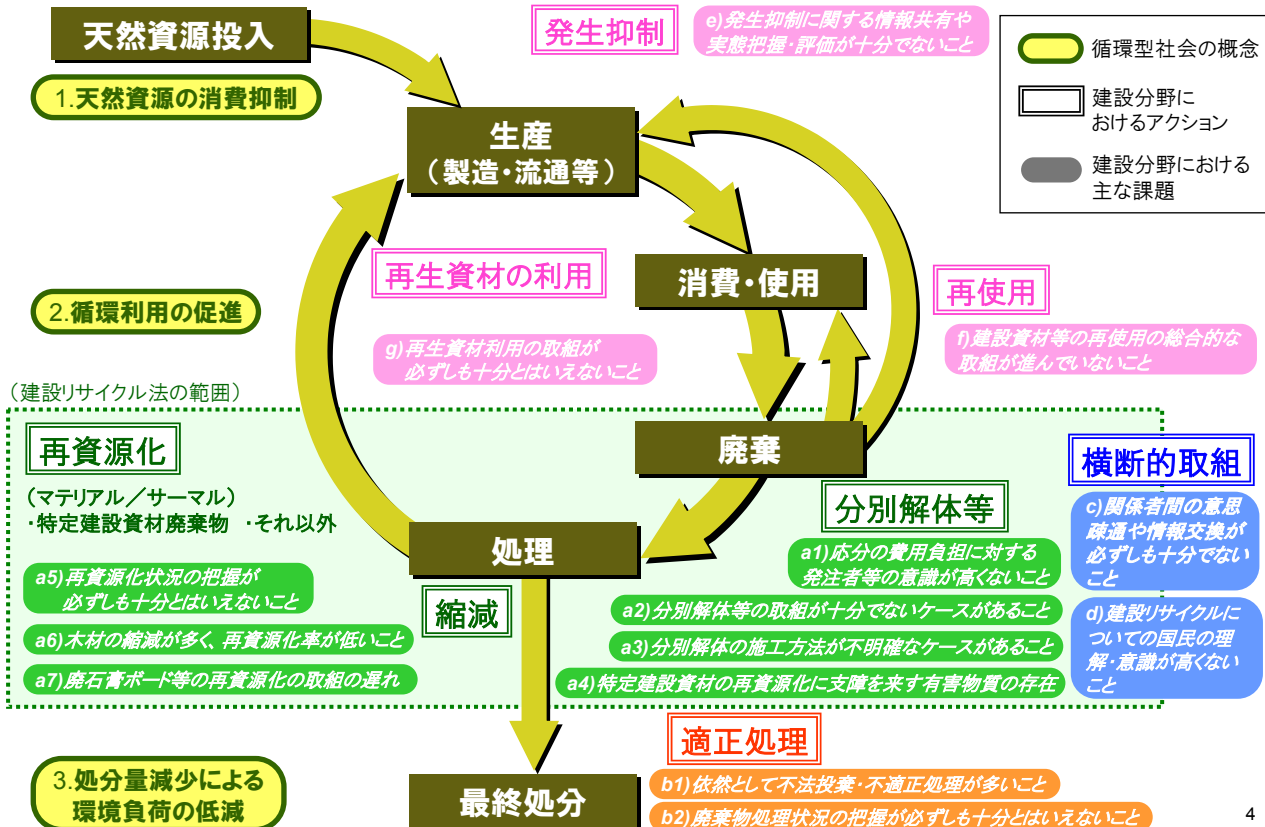 天然資源投入
発生抑制
e)発生抑制に関する情報共有や
実態把握・評価が十分でないこと
循環型社会の概念
建設分野に
おけるアクション
建設分野における
主な課題
1.天然資源の消費抑制
生産
（製造・流通等）
再生資材の利用
消費・使用
再使用
2.循環利用の促進
g)再生資材利用の取組が
必ずしも十分とはいえないこと
f)建設資材等の再使用の総合的な
取組が進んでいないこと
（建設リサイクル法の範囲）
再資源化
（マテリアル／サーマル）
・特定建設資材廃棄物　・それ以外
廃棄
横断的取組
分別解体等
処理
縮減
a5)再資源化状況の把握が
必ずしも十分とはいえないこと
a6)木材の縮減が多く、再資源化率が低いこと
a7)廃石膏ボード等の再資源化の取組の遅れ
a1)応分の費用負担に対する
発注者等の意識が高くないこと
a2)分別解体等の取組が十分でないケースがあること
a3)分別解体の施工方法が不明確なケースがあること
a4)特定建設資材の再資源化に支障を来す有害物質の存在
c)関係者間の意思
疎通や情報交換が
必ずしも十分でない
こと
d)建設リサイクルに
ついての国民の理
解・意識が高くない
こと
適正処理
3.処分量減少による
環境負荷の低減
最終処分
b1)依然として不法投棄・不適正処理が多いこと
b2)廃棄物処理状況の把握が必ずしも十分とはいえないこと
4